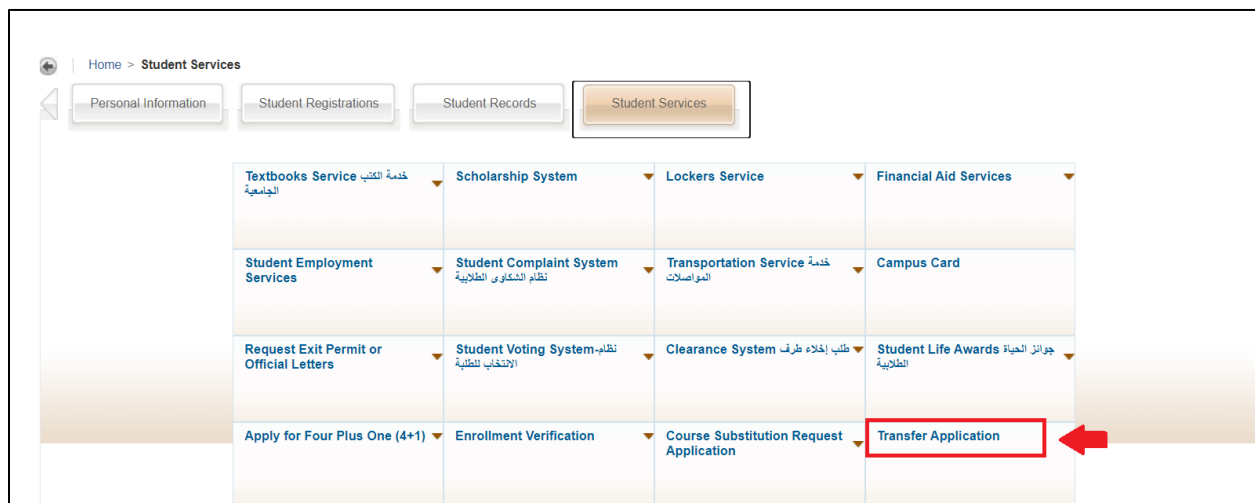 Home > Student Services
Personal Information
Student Registrations
Student Records
Student Services
Textbooks Service خدمة الكتب
الجامعية
Scholarship System
Lockers Service
Financial Aid Services
Student Employment
Services
Student Complaint System
نظام الشكاوى الطلابية
Transportation Service خدمة
المواصلات
Campus Card
Request Exit Permit or
Official Letters
Student Voting System-نظام
الانتخاب للطلبة
Clearance System طلب إخلاء طرف
Student Life Awards جوائز الحياة
الطلابية
Apply for Four Plus One (4+1)
Enrollment Verification
Course Substitution Request
Application
Transfer Application